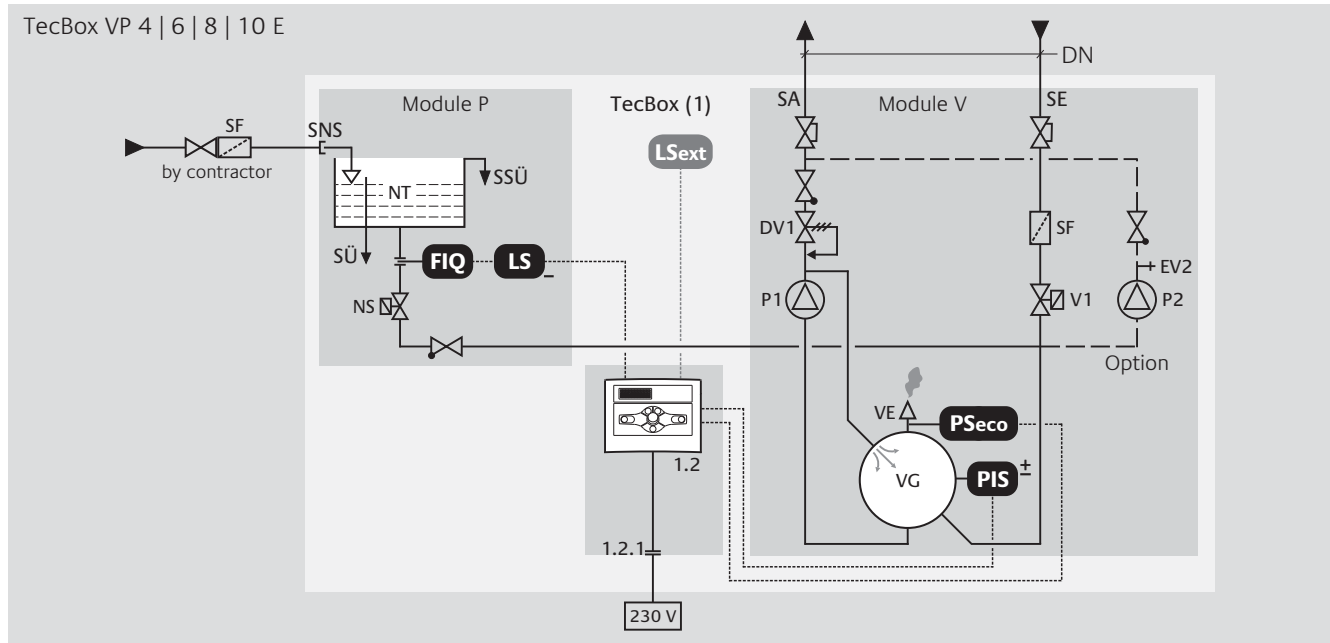 TecBox VP 4 | 6 | 8 | 10 E
DN
Module P
TecBox (1)
SA
Module V
SE
SF
SNS
by contractor
LSext
NT
SSÜ
DV1
SF
SÜ
FIQ
LS
–
EV2
NS
P1
V1
P2
Option
VE
PSeco
1.2
VG
PIS
±
1.2.1
230 V